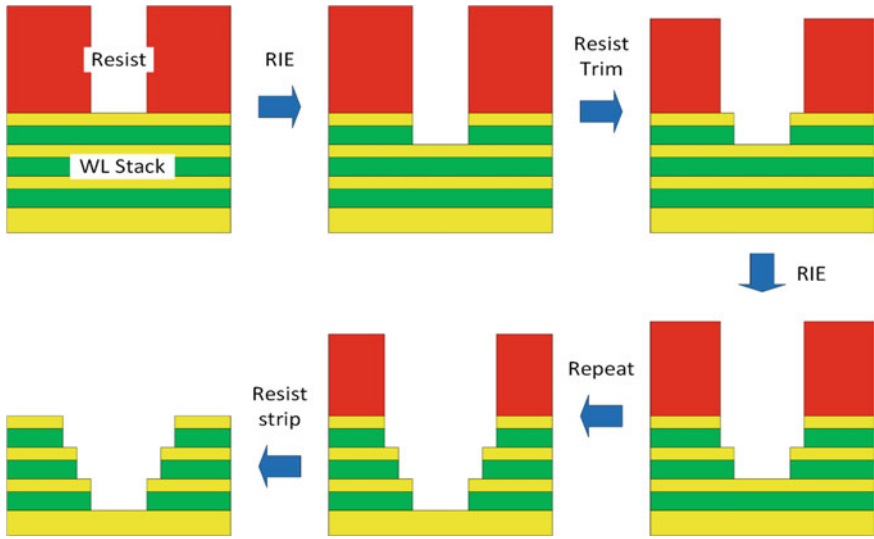 Resist
RIE
Resist
Trim
WL Stack
RIE
Repeat
Resist
strip